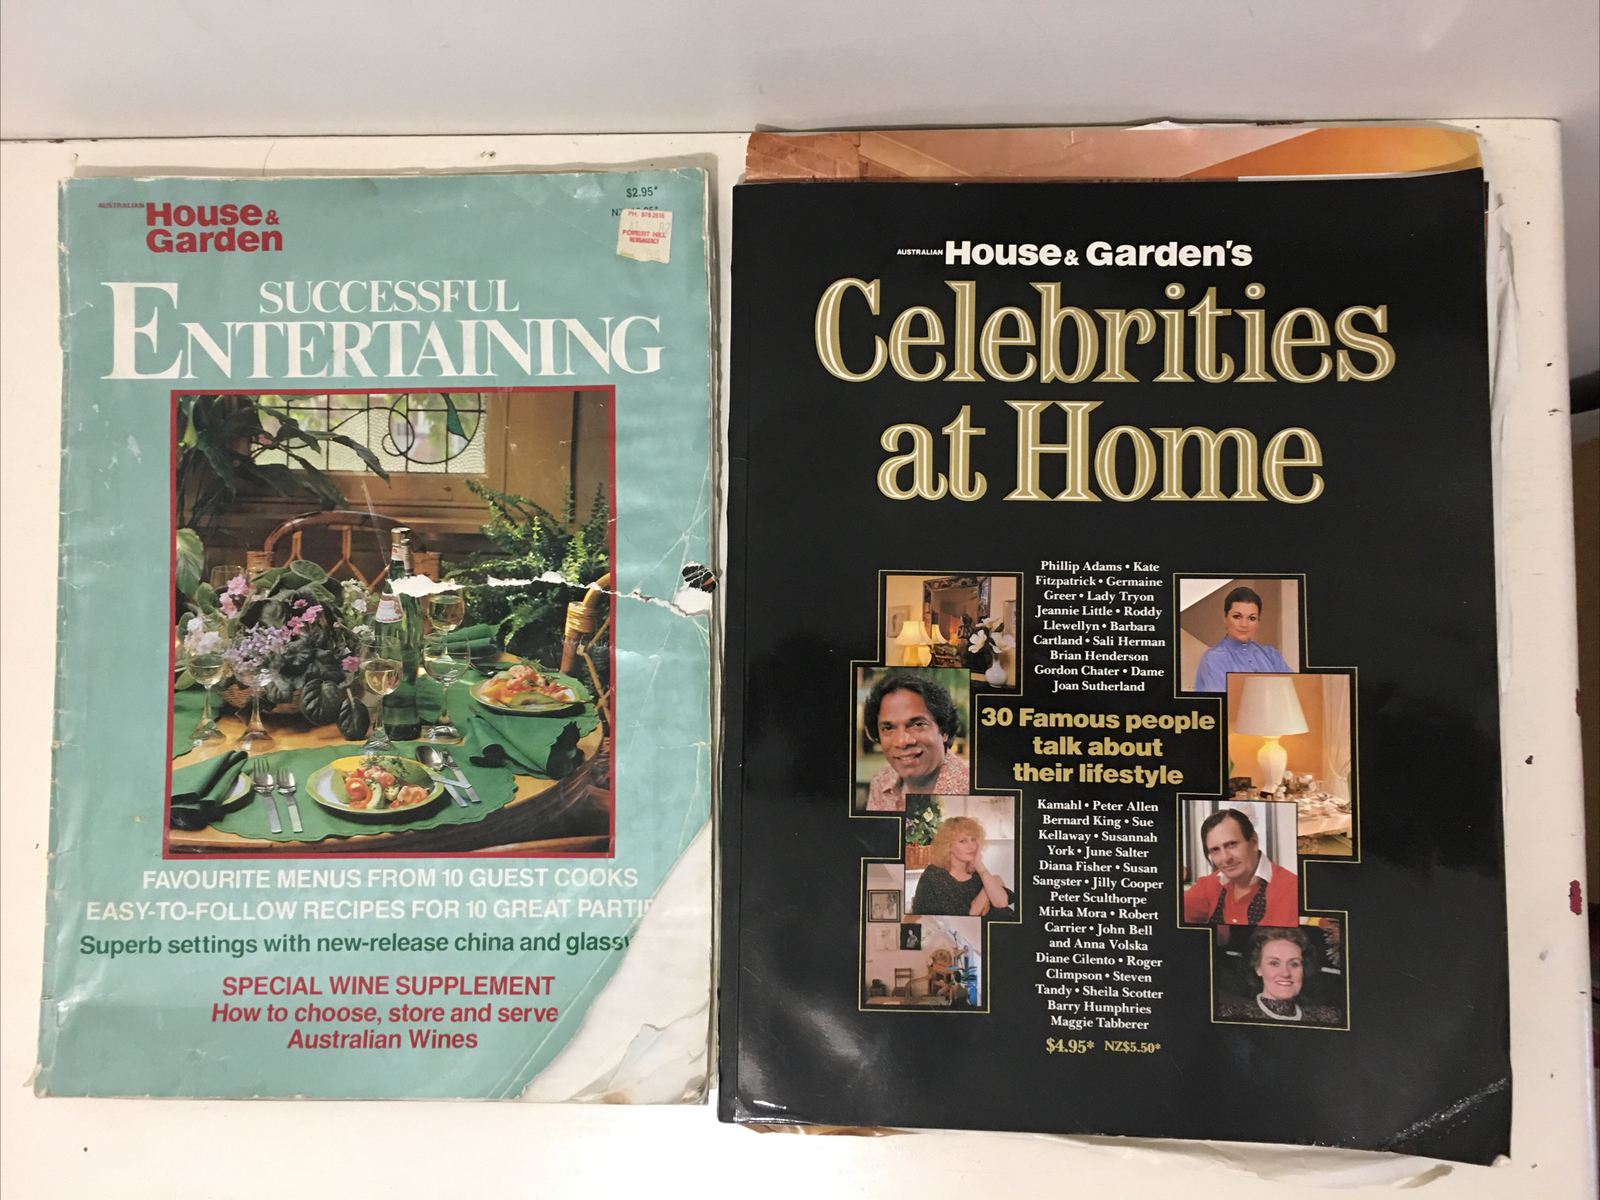 AUSTRALIAN
House &
Garden
$2.95*
PH. 878 2818
FOREST HILL
NEWSAGENCY
SUCCESSFUL
ENTERTAINING
FAVOURITE MENUS FROM 10 GUEST COOKS
EASY-TO-FOLLOW RECIPES FOR 10 GREAT
Superb settings with new-release china and
SPECIAL WINE SUPPLEMENT
How to choose, store and serve
Australian Wines
AUSTRALIAN House & Garden's
Celebrities
at Home
Phillip Adams • Kate
Fitzpatrick • Germaine
Greer • Lady Tryon
Jeannie Little • Roddy
Llewellyn • Barbara
Cartland • Sali Herman
Brian Henderson
Gordon Chater • Dame
Joan Sutherland
30 Famous people
talk about
their lifestyle
Kamahl • Peter Allen
Bernard King • Sue
Kellaway • Susannah
York • June Salter
Diana Fisher • Susan
Sangster • Jilly Cooper
Peter Sculthorpe
Mirka Mora • Robert
Carrier • John Bell
and Anna Volska
Diane Cilento • Roger
Climpson • Steven
Tandy • Sheila Scotter
Barry Humphries
Maggie Tabberer
$4.95* NZ$5.50*